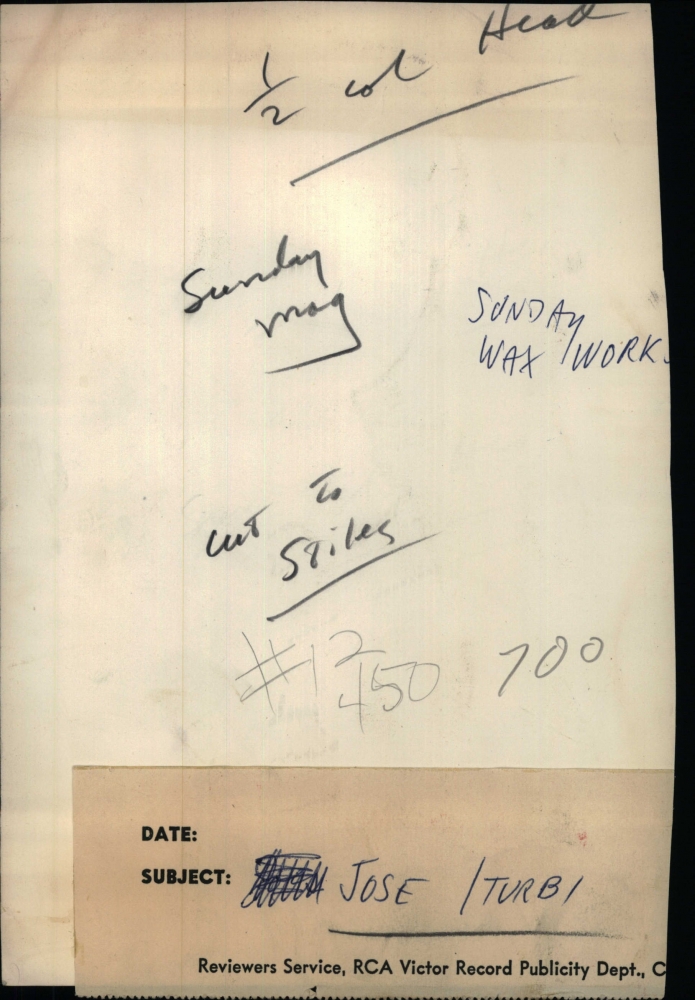 Head
1/2 col
Sunday
mag
SUNDAY
WAX WORKS
cut to
Stiles
#12
450
700
DATE:
SUBJECT: JOSE ITURBI
Reviewers Service, RCA Victor Record Publicity Dept., C